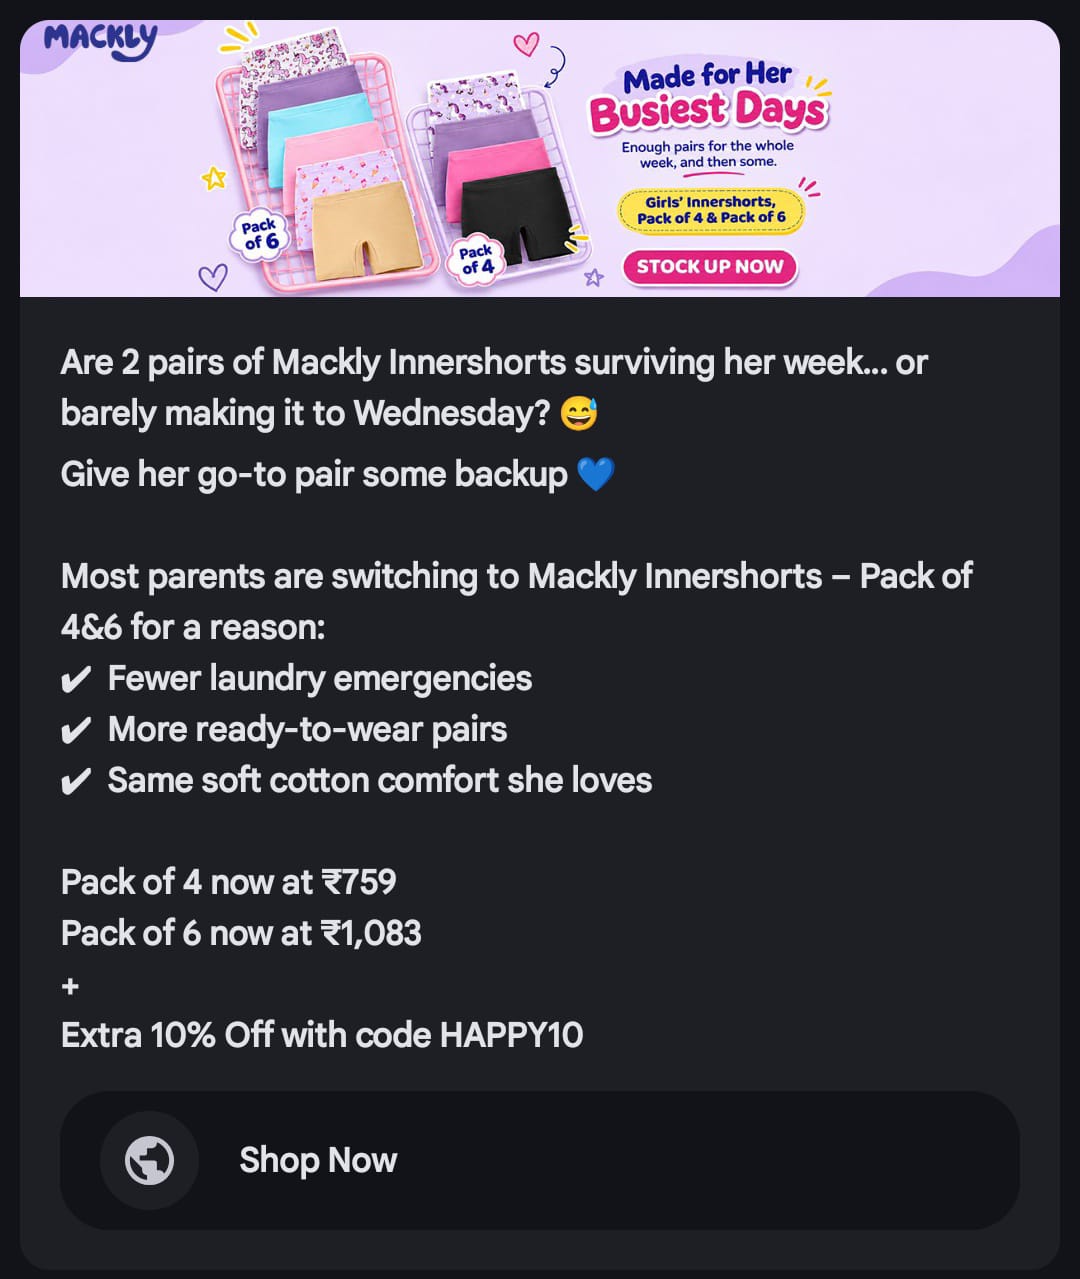 MACKLY
Made for Her
Busiest Days
Enough pairs for the whole
week, and then some.
Girls' Innershorts,
Pack of 4 & Pack of 6
STOCK UP NOW
Pack
of 6
Pack
of 4
Are 2 pairs of Mackly Innershorts surviving her week... or
barely making it to Wednesday? 😅
Give her go-to pair some backup 💙
Most parents are switching to Mackly Innershorts – Pack of
4&6 for a reason:
✔ Fewer laundry emergencies
✔ More ready-to-wear pairs
✔ Same soft cotton comfort she loves
Pack of 4 now at ₹759
Pack of 6 now at ₹1,083
+
Extra 10% Off with code HAPPY10
Shop Now